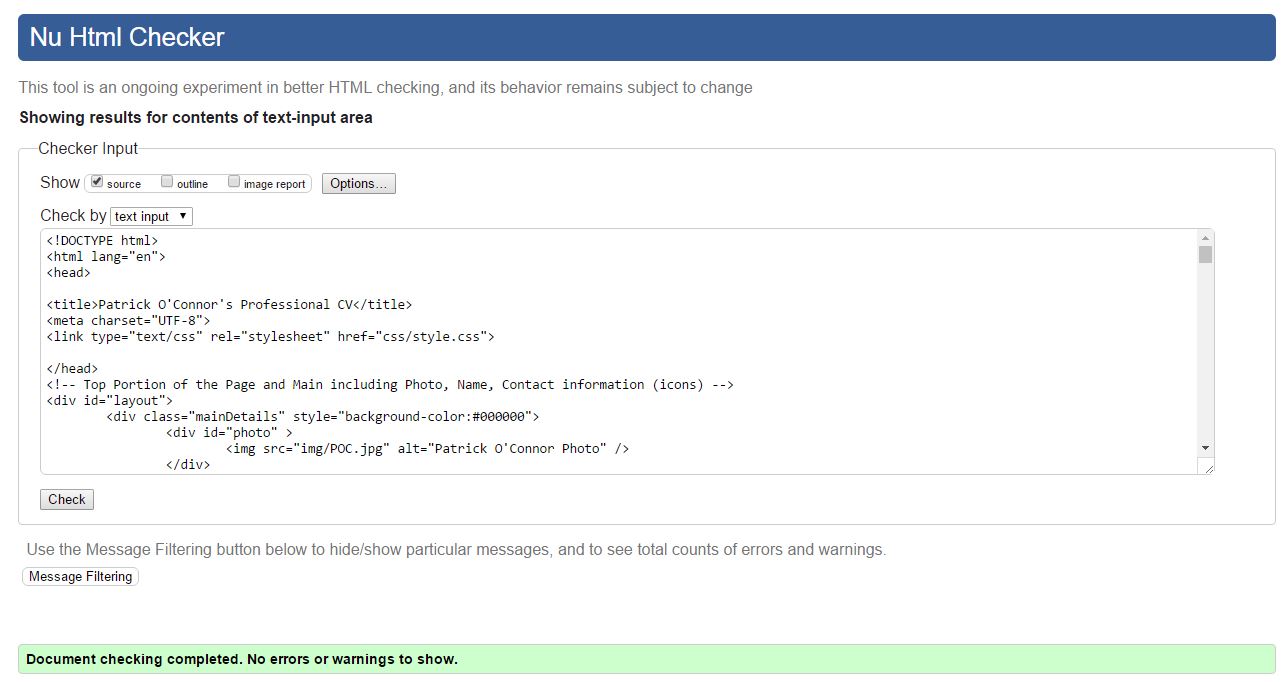 Nu Html Checker
This tool is an ongoing experiment in better HTML checking, and its behavior remains subject to change
Showing results for contents of text-input area
Checker Input
Show source outline image report Options...
Check by text input
<!DOCTYPE html>
<html lang="en">
<head>
<title>Patrick O'Connor's Professional CV</title>
<meta charset="UTF-8">
<link type="text/css" rel="stylesheet" href="css/style.css">
</head>
<!-- Top Portion of the Page and Main including Photo, Name, Contact information (icons) -->
<div id="layout">
<div class="mainDetails" style="background-color:#000000">
<div id="photo" >
<img src="img/POC.jpg" alt="Patrick O'Connor Photo" />
</div>
Check
Use the Message Filtering button below to hide/show particular messages, and to see total counts of errors and warnings.
Message Filtering
Document checking completed. No errors or warnings to show.